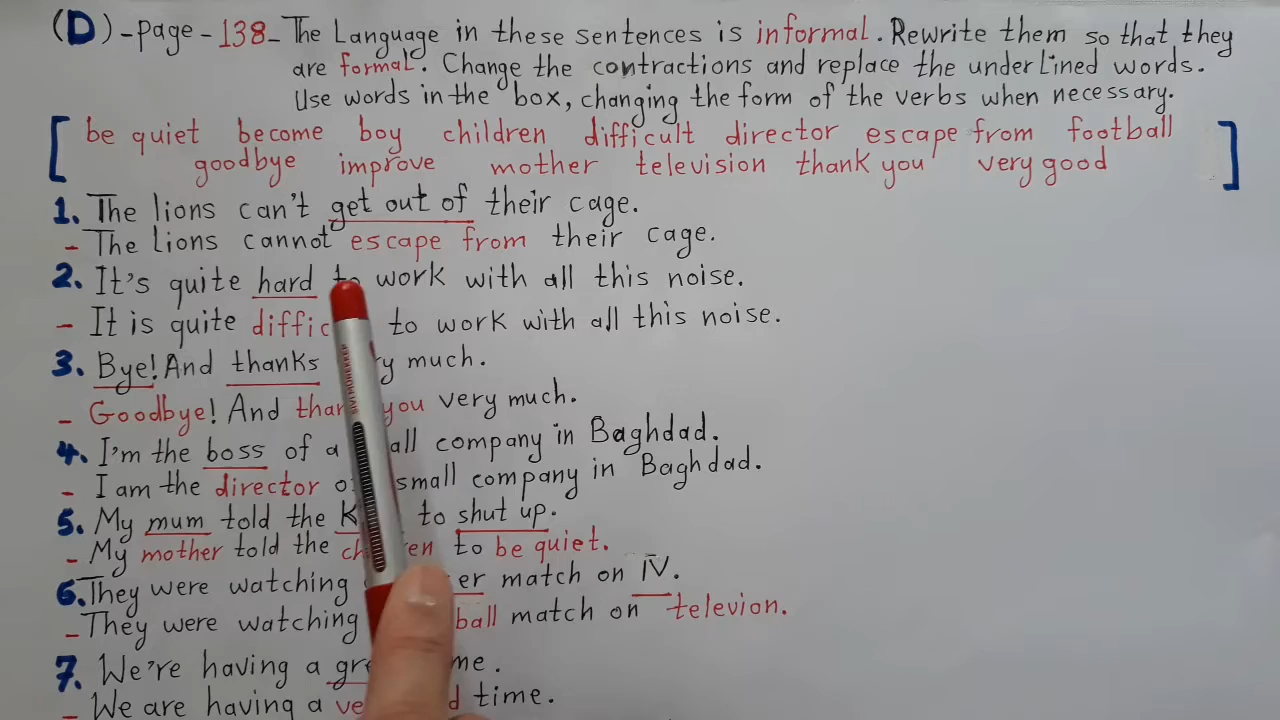 (D)-page-138-The Language in these sentences is informal. Rewrite them so that they
are formal. Change the contractions and replace the underlined words.
Use words in the box, changing the form of the verbs when necessary.
[be quiet become boy children difficult director escape from football
goodbye improve mother television thank you very good]
1. The lions can't get out of their cage.
- The Lions cannot escape from their cage.
2. It's quite hard to work with all this noise.
- It is quite to work with all this noise.
3. Bye! And thanks much.
- Goodbye! And you very much.
4. I'm the boss of a company in Baghdad.
- I am the director small company in Baghdad.
5. My mum told the to shut up.
- My mother told the to be quiet.
6. They were watching match on TV.
- They were watching match on televion.
7. We're having a
- We are having a time.